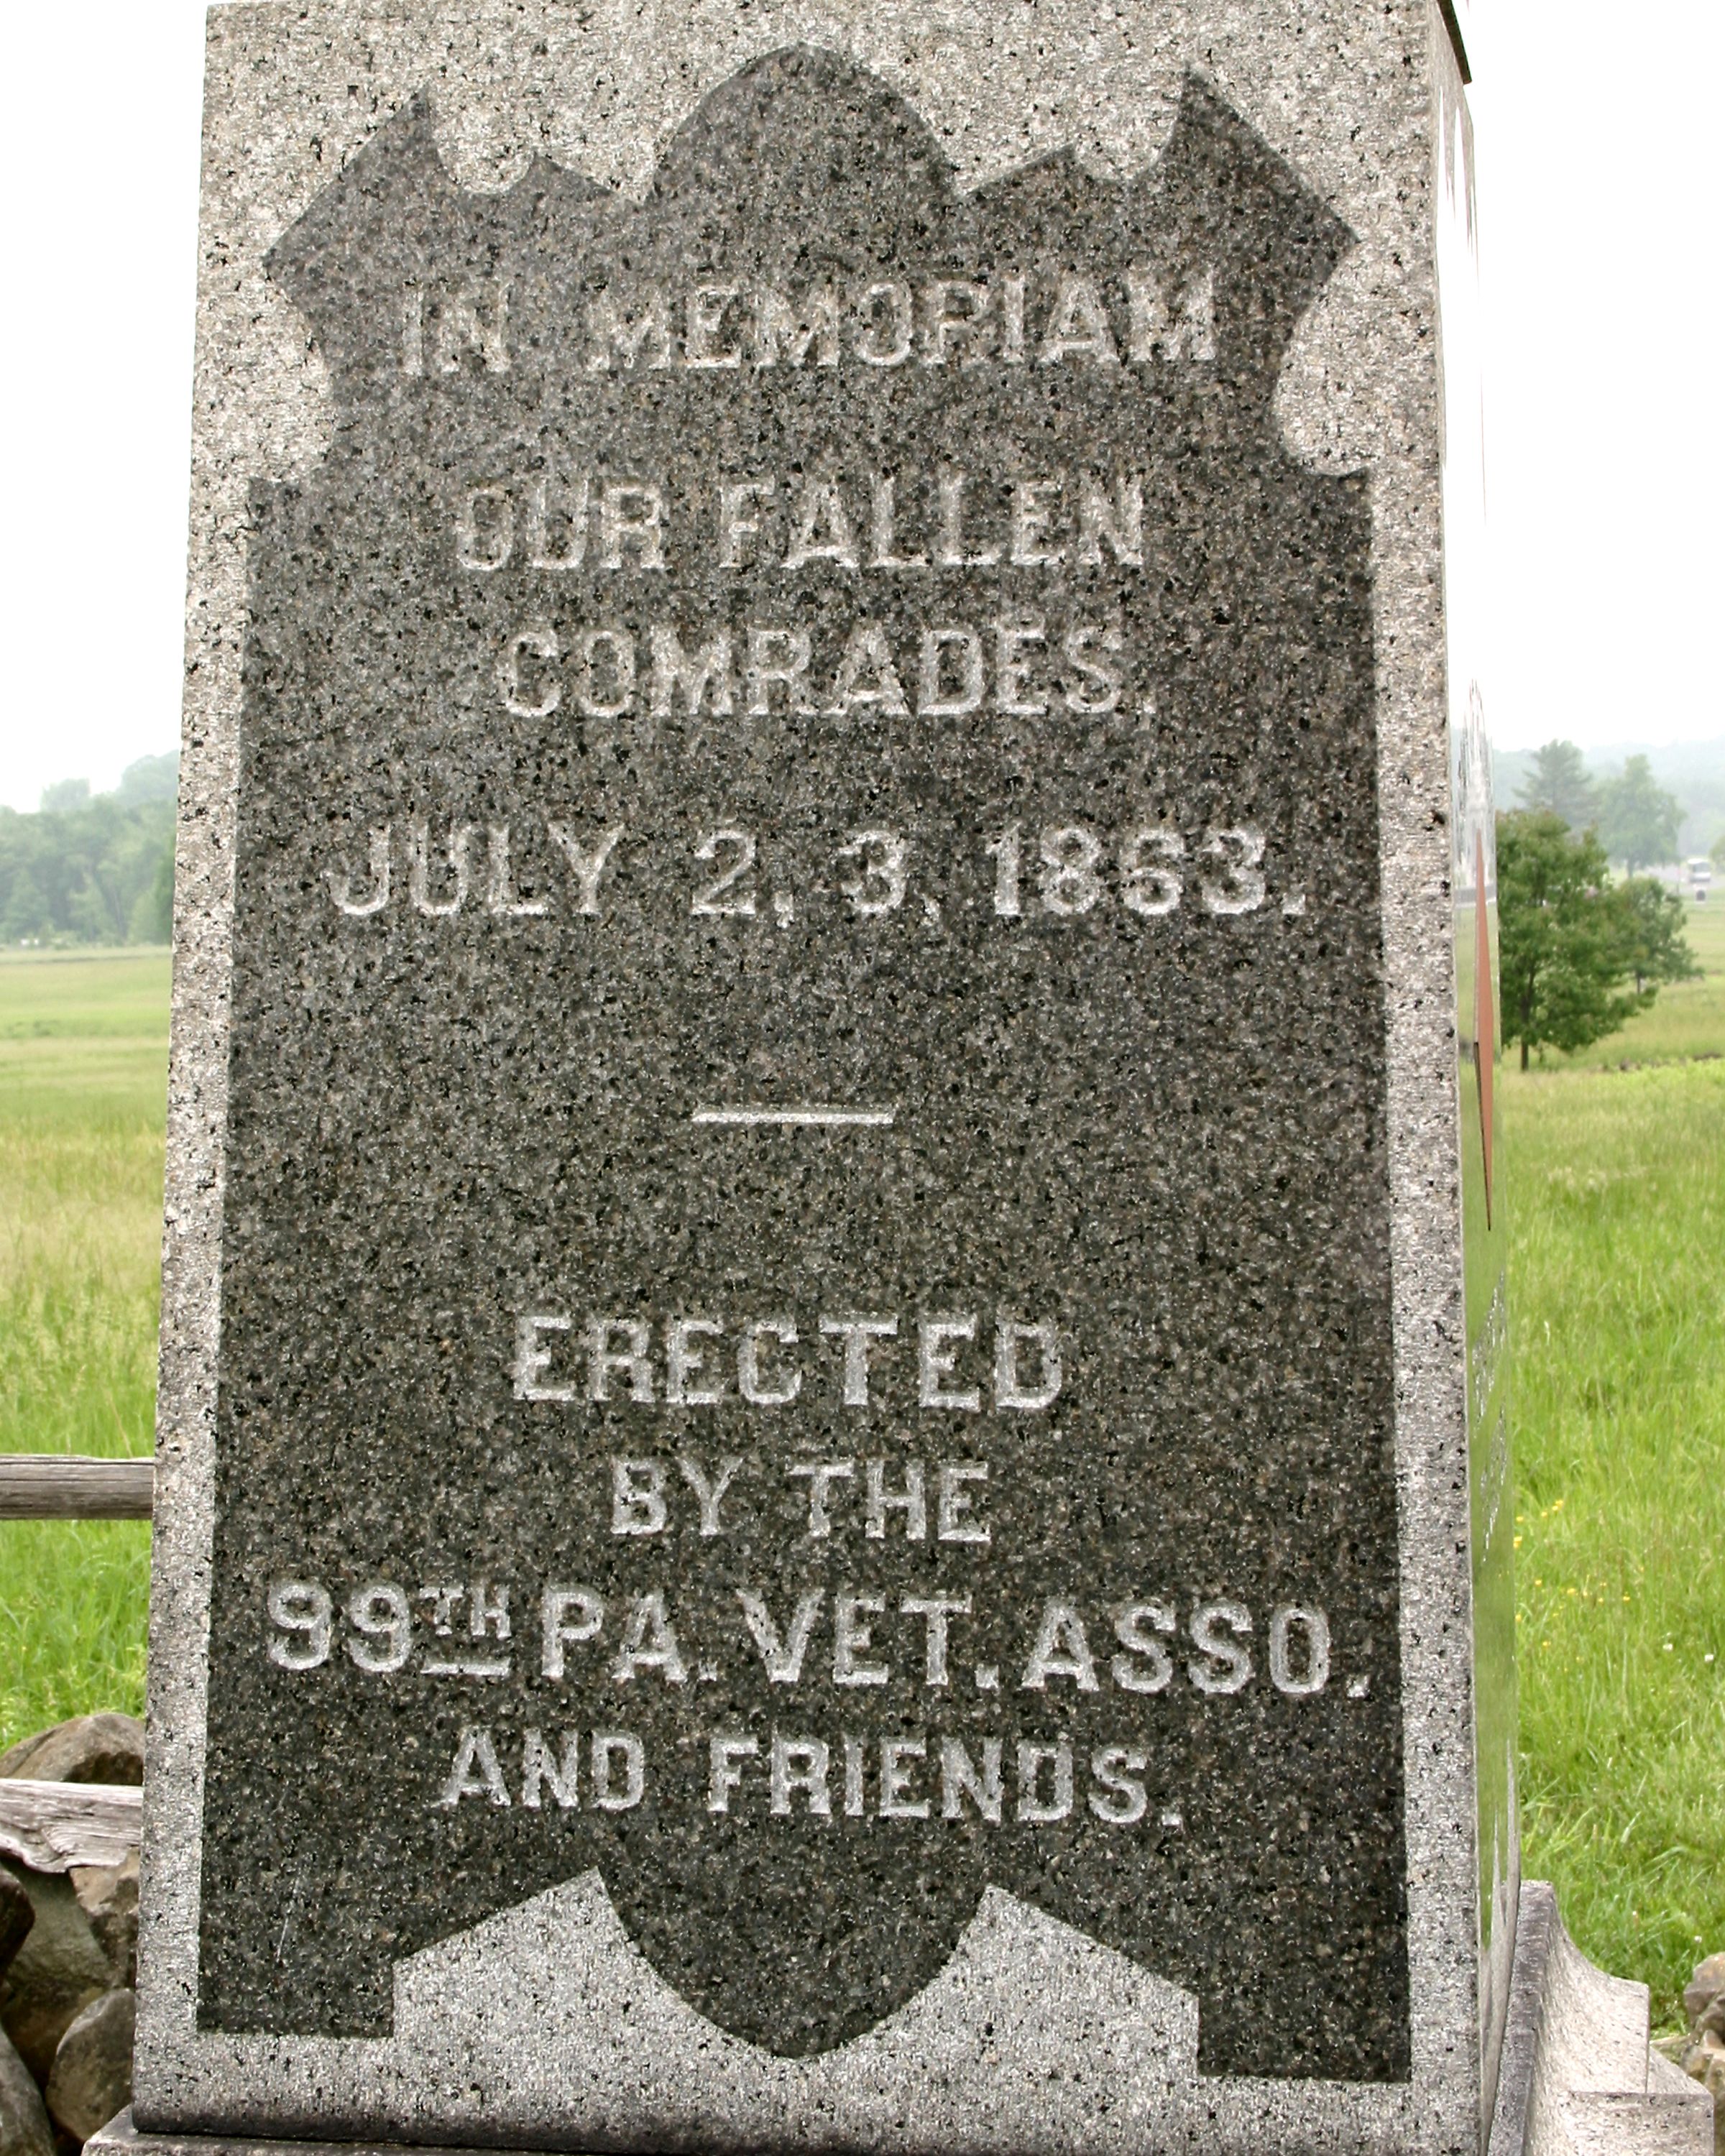 IN MEMORIAM
OUR FALLEN
COMRADES.
JULY 2, 3, 1863.
ERECTED
BY THE
99TH PA. VET. ASSO.
AND FRIENDS.